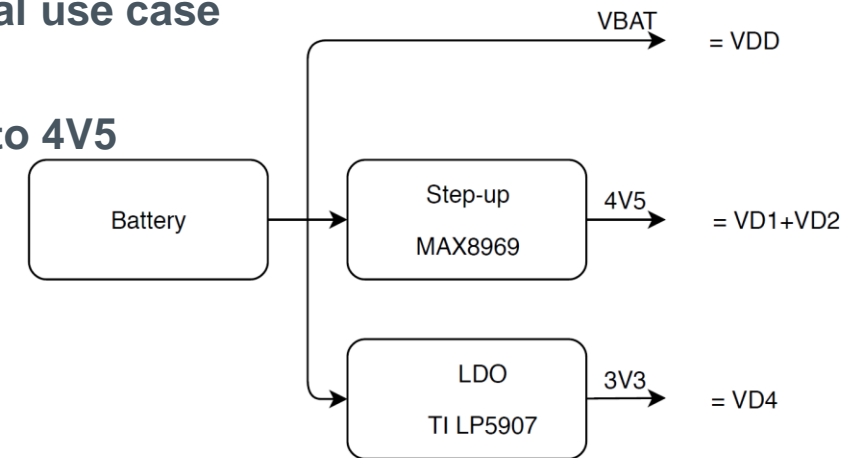 al use case
to 4V5
VBAT
= VDD
Battery
Step-up
MAX8969
4V5
= VD1+VD2
LDO
TI LP5907
3V3
= VD4